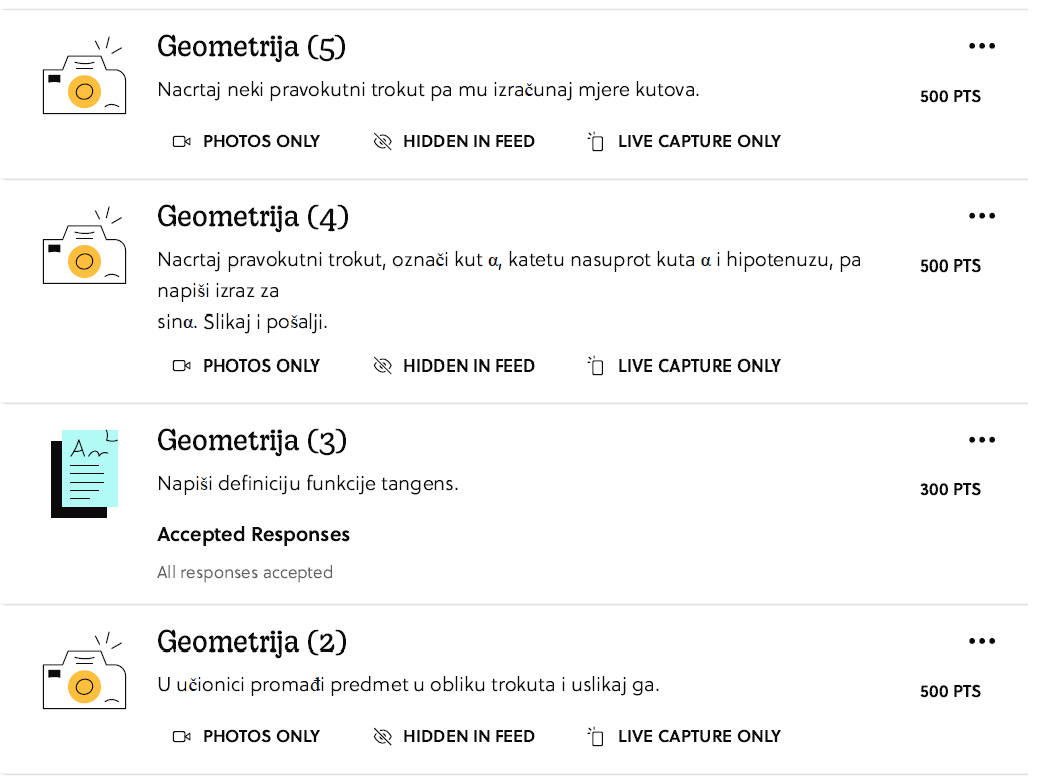 Geometrija (5)
Nacrtaj neki pravokutni trokut pa mu izračunaj mjere kutova.
500 PTS
PHOTOS ONLY HIDDEN IN FEED LIVE CAPTURE ONLY
Geometrija (4)
Nacrtaj pravokutni trokut, označi kut α, katetu nasuprot kuta α i hipotenuzu, pa
500 PTS
napiši izraz za
sinα. Slikaj i pošalji.
PHOTOS ONLY HIDDEN IN FEED LIVE CAPTURE ONLY
Geometrija (3)
Napiši definiciju funkcije tangens.
300 PTS
Accepted Responses
All responses accepted
Geometrija (2)
U učionici promađi predmet u obliku trokuta i uslikaj ga.
500 PTS
PHOTOS ONLY HIDDEN IN FEED LIVE CAPTURE ONLY